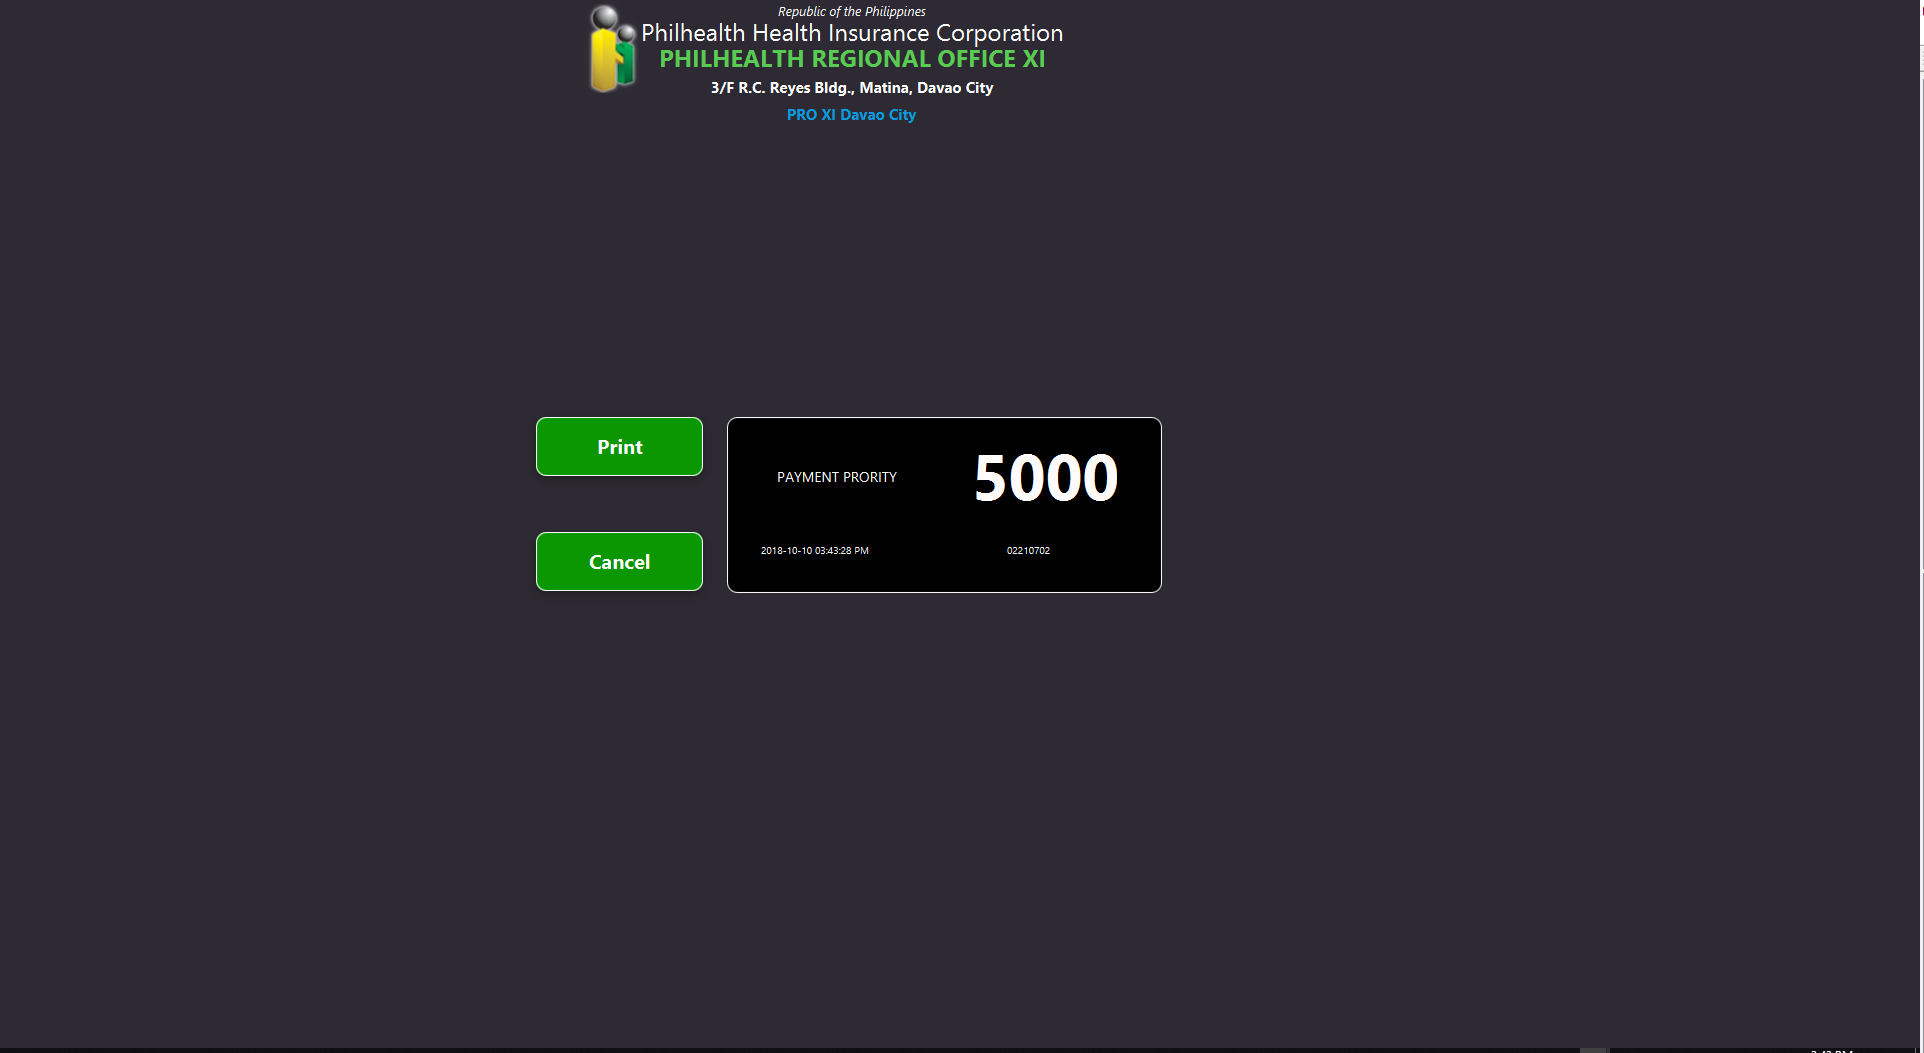 Republic of the Philippines
Philhealth Health Insurance Corporation
PHILHEALTH REGIONAL OFFICE XI
3/F R.C. Reyes Bldg., Matina, Davao City
PRO XI Davao City
Print
PAYMENT PRORITY
5000
Cancel
2018-10-10 03:43:28 PM
02210702